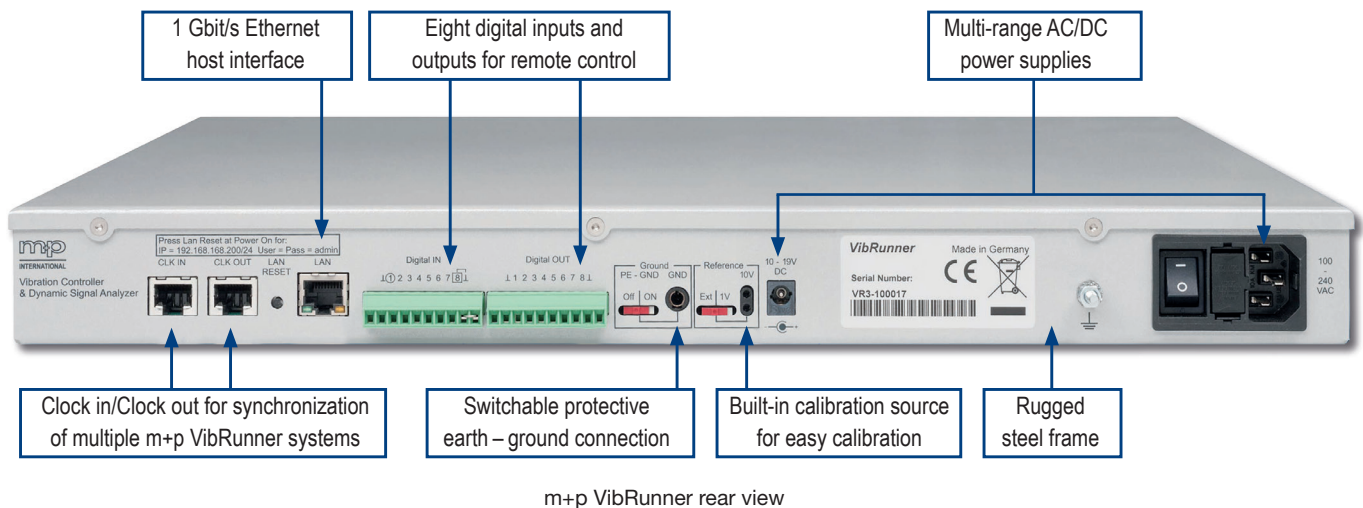 1 Gbit/s Ethernet
host interface
Eight digital inputs and
outputs for remote control
Multi-range AC/DC
power supplies
m+p
INTERNATIONAL
Vibration Controller
& Dynamic Signal Analyzer
Press Lan Reset at Power On for:
IP = 192.168.168.200/24 User = Pass = admin
CLK IN
CLK OUT
LAN
RESET
LAN
Digital IN
⊥ ① 2 3 4 5 6 7 8 ⊥
Digital OUT
⊥ 1 2 3 4 5 6 7 8 ⊥
Ground
PE - GND GND
Off ON
Reference
10V
Ext 1V
10 - 19V
DC
VibRunner
Made in Germany
Serial Number:
CE
VR3-100017
100
-
240
VAC
Clock in/Clock out for synchronization
of multiple m+p VibRunner systems
Switchable protective
earth – ground connection
Built-in calibration source
for easy calibration
Rugged
steel frame
m+p VibRunner rear view